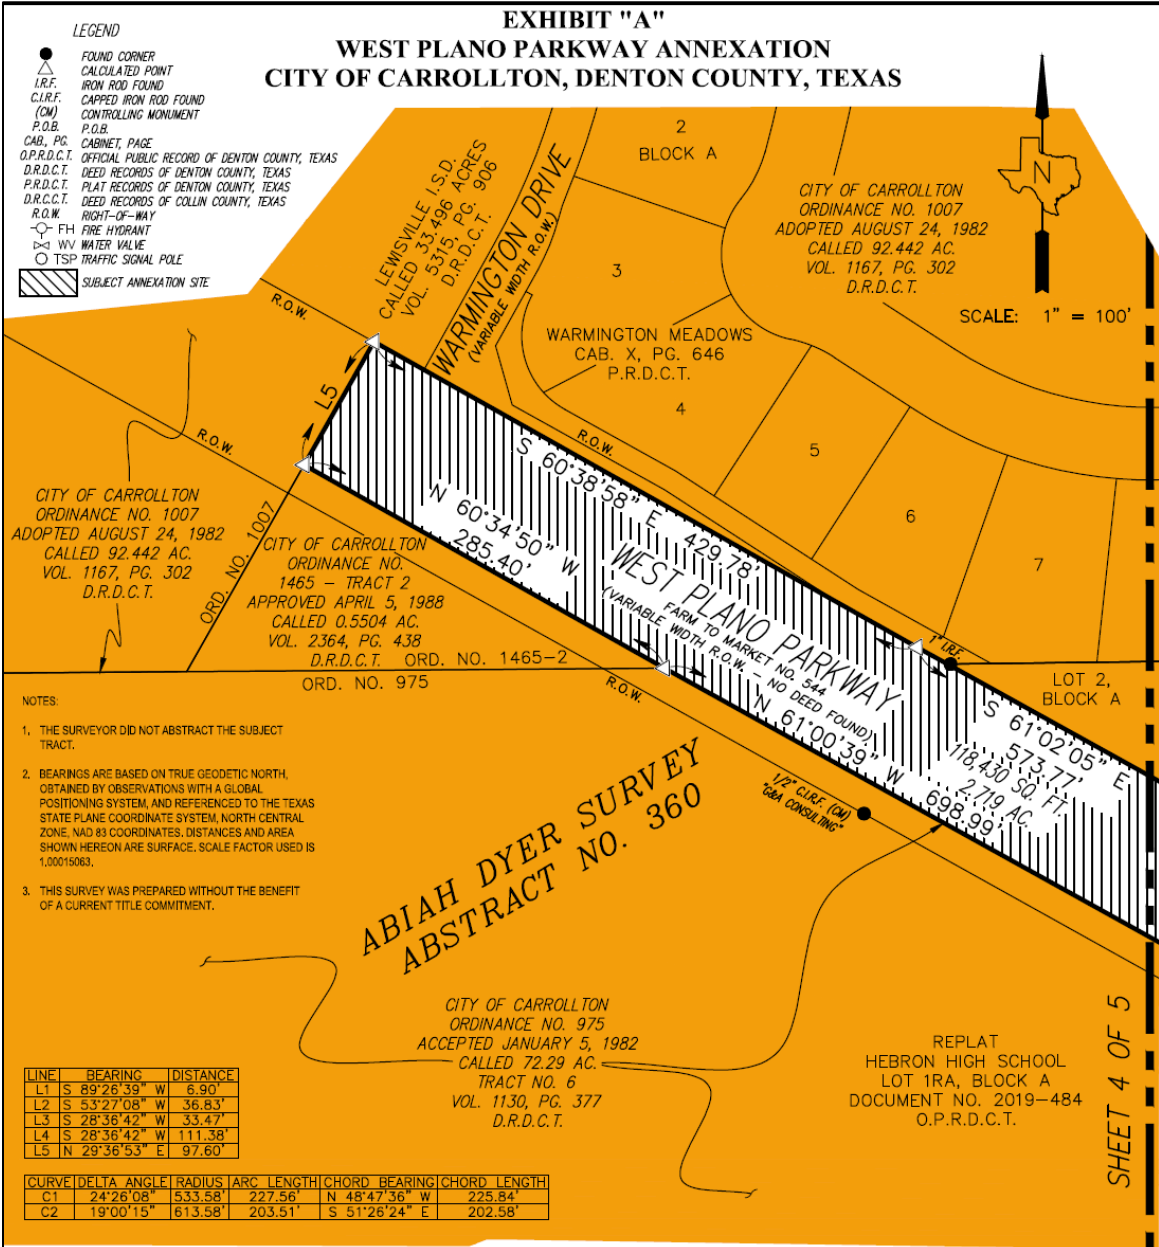 EXHIBIT "A"
WEST PLANO PARKWAY ANNEXATION
CITY OF CARROLLTON, DENTON COUNTY, TEXAS
LEGEND
FOUND CORNER
CALCULATED POINT
I.R.F. IRON ROD FOUND
C.I.R.F. CAPPED IRON ROD FOUND
(CM) CONTROLLING MONUMENT
P.O.B. P.O.B.
CAB., PG. CABINET, PAGE
O.P.R.D.C.T. OFFICIAL PUBLIC RECORD OF DENTON COUNTY, TEXAS
D.R.D.C.T. DEED RECORDS OF DENTON COUNTY, TEXAS
P.R.D.C.T. PLAT RECORDS OF DENTON COUNTY, TEXAS
D.R.C.C.T. DEED RECORDS OF COLLIN COUNTY, TEXAS
R.O.W. RIGHT-OF-WAY
FH FIRE HYDRANT
WV WATER VALVE
TSP TRAFFIC SIGNAL POLE
SUBJECT ANNEXATION SITE
LEWISVILLE I.S.D.
CALLED 33.496 ACRES
VOL. 5315, PG. 906
D.R.D.C.T.
WARMINGTON DRIVE
(VARIABLE WIDTH R.O.W.)
2
BLOCK A
3
WARMINGTON MEADOWS
CAB. X, PG. 646
P.R.D.C.T.
4
5
6
7
CITY OF CARROLLTON
ORDINANCE NO. 1007
ADOPTED AUGUST 24, 1982
CALLED 92.442 AC.
VOL. 1167, PG. 302
D.R.D.C.T.
N
SCALE: 1" = 100'
R.O.W.
R.O.W.
R.O.W.
L5
CITY OF CARROLLTON
ORDINANCE NO. 1007
ADOPTED AUGUST 24, 1982
CALLED 92.442 AC.
VOL. 1167, PG. 302
D.R.D.C.T.
ORD. NO. 1007
CITY OF CARROLLTON
ORDINANCE NO.
1465 - TRACT 2
APPROVED APRIL 5, 1988
CALLED 0.5504 AC.
VOL. 2364, PG. 438
D.R.D.C.T.
ORD. NO. 1465-2
ORD. NO. 975
S 60°38'58" E 429.78'
N 60°34'50" W
285.40'
WEST PLANO PARKWAY
FARM TO MARKET NO. 544
(VARIABLE WIDTH R.O.W. - NO DEED FOUND)
N 61°00'39" W 698.99'
1" I.R.F.
LOT 2,
BLOCK A
S 61°02'05" E
573.77'
118,430 SQ. FT.
2.719 AC.
R.O.W.
1/2" C.I.R.F. (CM)
"G&A CONSULTING"
NOTES:
1. THE SURVEYOR DID NOT ABSTRACT THE SUBJECT
TRACT.
2. BEARINGS ARE BASED ON TRUE GEODETIC NORTH,
OBTAINED BY OBSERVATIONS WITH A GLOBAL
POSITIONING SYSTEM, AND REFERENCED TO THE TEXAS
STATE PLANE COORDINATE SYSTEM, NORTH CENTRAL
ZONE, NAD 83 COORDINATES. DISTANCES AND AREA
SHOWN HEREON ARE SURFACE. SCALE FACTOR USED IS
1.00015063.
3. THIS SURVEY WAS PREPARED WITHOUT THE BENEFIT
OF A CURRENT TITLE COMMITMENT.
ABIAH DYER SURVEY
ABSTRACT NO. 360
CITY OF CARROLLTON
ORDINANCE NO. 975
ACCEPTED JANUARY 5, 1982
CALLED 72.29 AC.
TRACT NO. 6
VOL. 1130, PG. 377
D.R.D.C.T.
REPLAT
HEBRON HIGH SCHOOL
LOT 1RA, BLOCK A
DOCUMENT NO. 2019-484
O.P.R.D.C.T.
SHEET 4 OF 5
LINE BEARING DISTANCE
L1 S 89°26'39" W 6.90'
L2 S 53°27'08" W 36.83'
L3 S 28°36'42" W 33.47'
L4 S 28°36'42" W 111.38'
L5 N 29°36'53" E 97.60'
CURVE DELTA ANGLE RADIUS ARC LENGTH CHORD BEARING CHORD LENGTH
C1 24°26'08" 533.58' 227.56' N 48°47'36" W 225.84'
C2 19°00'15" 613.58' 203.51' S 51°26'24" E 202.58'